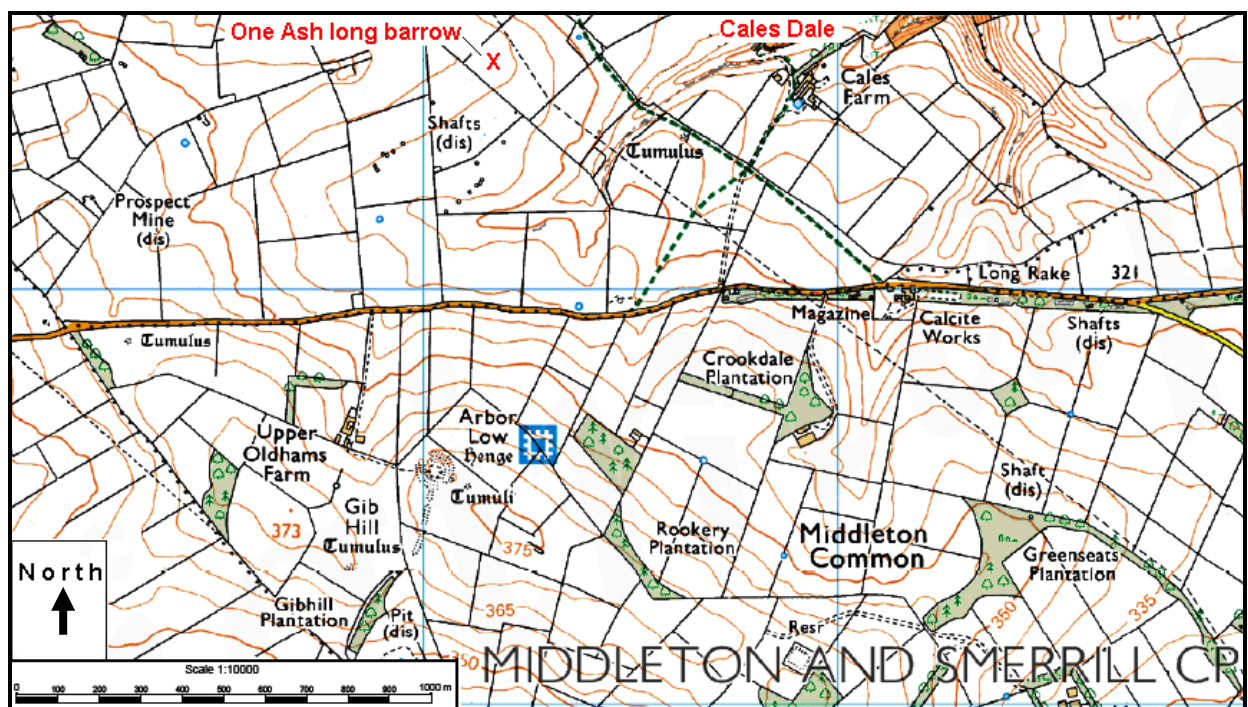 One Ash long barrow
Cales Dale
Cales
Farm
Shafts
(dis)
Tumulus
Prospect
Mine
(dis)
Long Rake
321
Tumulus
Magazine
Calcite
Works
Shafts
(dis)
Crookdale
Plantation
Arbor
Low
Henge
Upper
Oldhams
Farm
Tumuli
Shaft
(dis)
Gib
Hill
Tumulus
373
375
Rookery
Plantation
Middleton
Common
Greenseats
Plantation
North
Gibhill
Plantation
Pit
(dis)
365
350
335
Resr
350
MIDDLETON AND SMERRILL CP
Scale 1:10000
0 100 200 300 400 500 600 700 800 900 1000 m